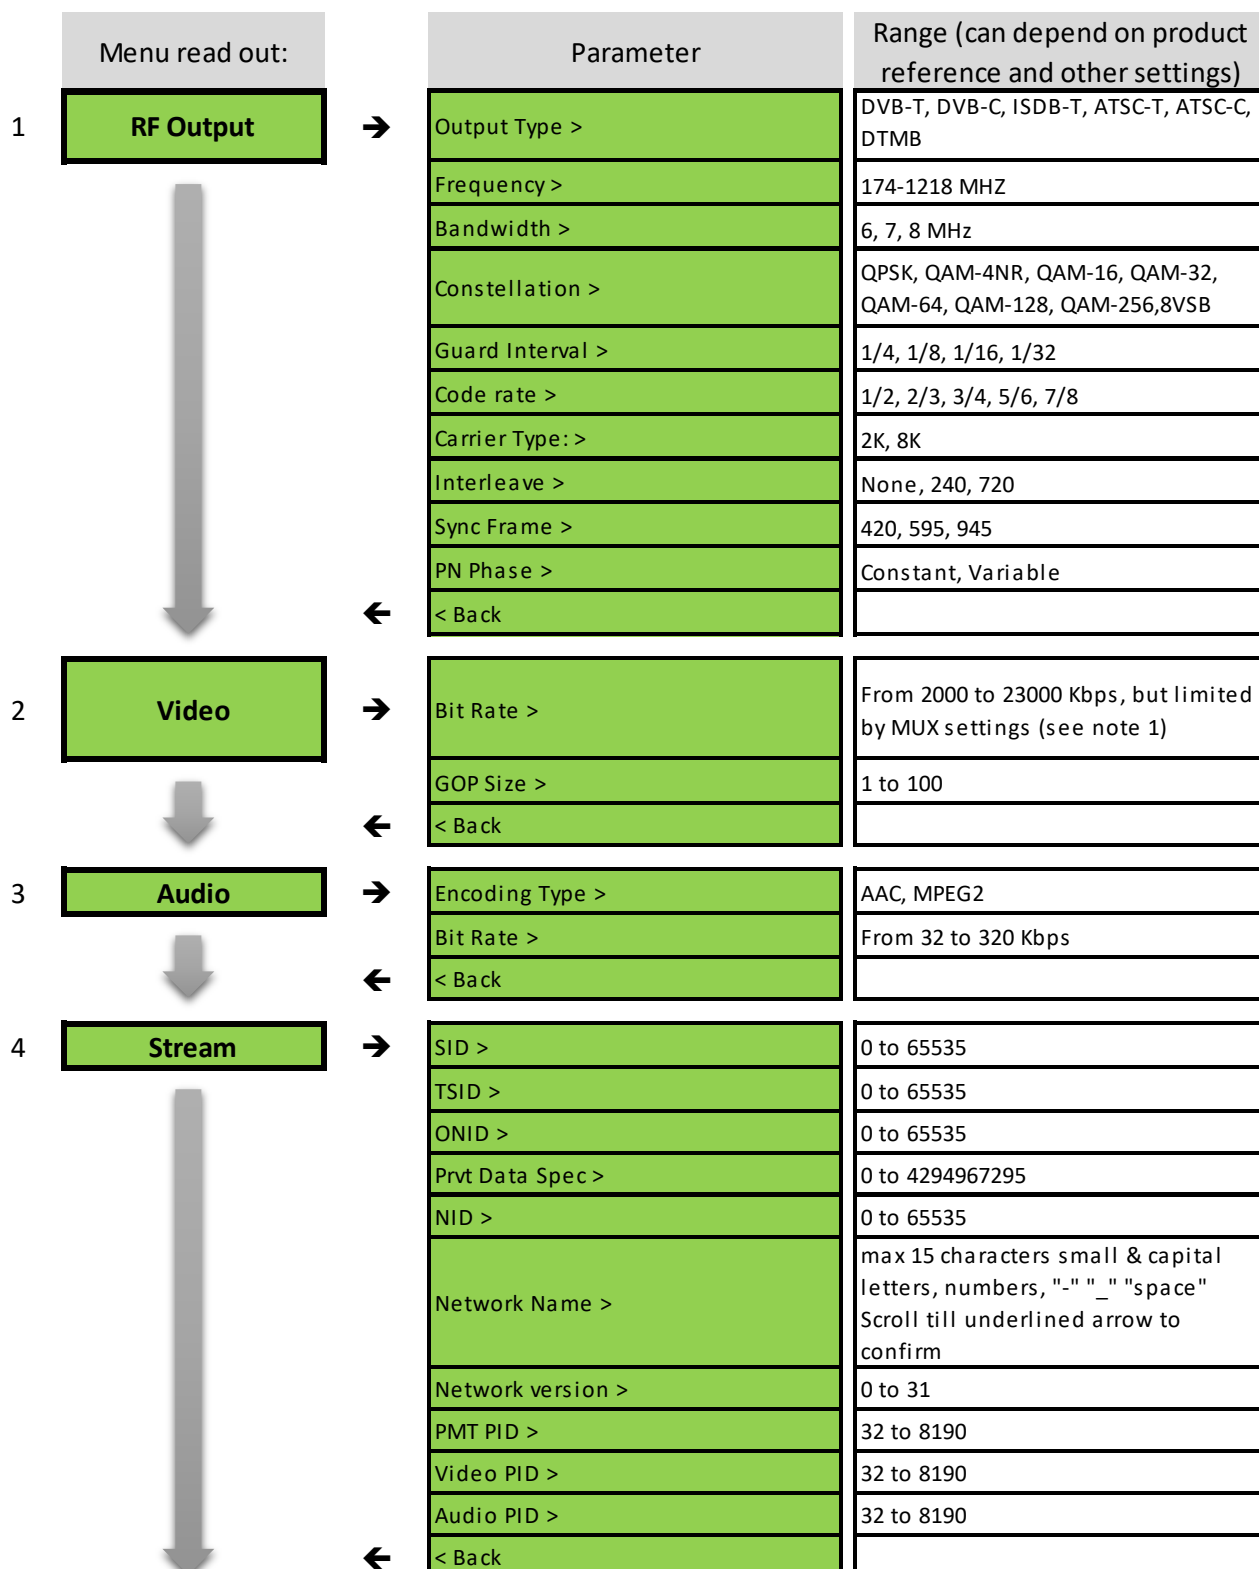 Menu read out:
Parameter
Range (can depend on product
reference and other settings)
1
RF Output
Output Type >
DVB-T, DVB-C, ISDB-T, ATSC-T, ATSC-C,
DTMB
Frequency >
174-1218 MHZ
Bandwidth >
6, 7, 8 MHz
Constellation >
QPSK, QAM-4NR, QAM-16, QAM-32,
QAM-64, QAM-128, QAM-256,8VSB
Guard Interval >
1/4, 1/8, 1/16, 1/32
Code rate >
1/2, 2/3, 3/4, 5/6, 7/8
Carrier Type: >
2K, 8K
Interleave >
None, 240, 720
Sync Frame >
420, 595, 945
PN Phase >
Constant, Variable
< Back
2
Video
Bit Rate >
From 2000 to 23000 Kbps, but limited
by MUX settings (see note 1)
GOP Size >
1 to 100
< Back
3
Audio
Encoding Type >
AAC, MPEG2
Bit Rate >
From 32 to 320 Kbps
< Back
4
Stream
SID >
0 to 65535
TSID >
0 to 65535
ONID >
0 to 65535
Prvt Data Spec >
0 to 4294967295
NID >
0 to 65535
Network Name >
max 15 characters small & capital
letters, numbers, "-" "_" "space"
Scroll till underlined arrow to
confirm
Network version >
0 to 31
PMT PID >
32 to 8190
Video PID >
32 to 8190
Audio PID >
32 to 8190
< Back